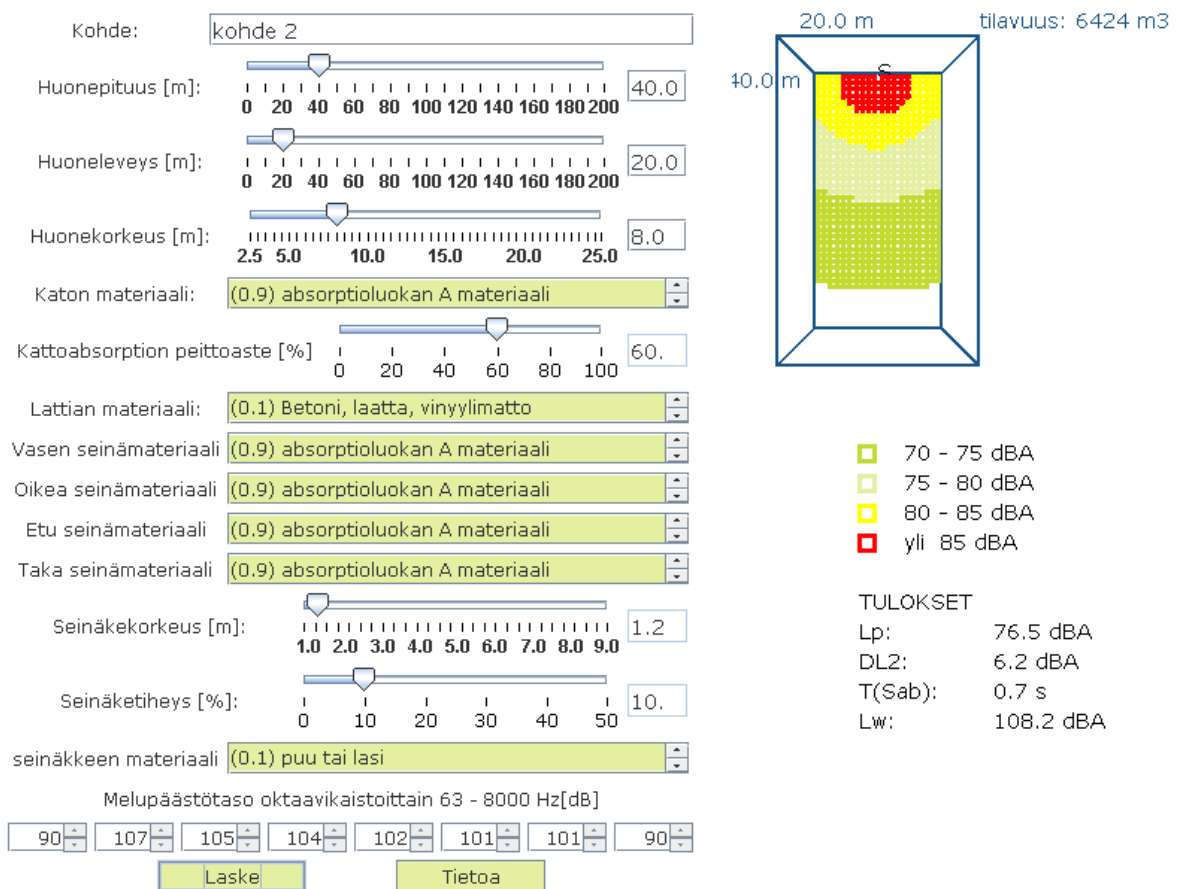 Kohde: kohde 2
Huonepituus [m]: 40.0
0 20 40 60 80 100 120 140 160 180 200
Huoneleveys [m]: 20.0
0 20 40 60 80 100 120 140 160 180 200
Huonekorkeus [m]: 8.0
2.5 5.0 10.0 15.0 20.0 25.0
Katon materiaali: (0.9) absorptioluokan A materiaali
Kattoabsorption peittoaste [%] 60.
0 20 40 60 80 100
Lattian materiaali: (0.1) Betoni, laatta, vinyylimatto
Vasen seinämateriaali (0.9) absorptioluokan A materiaali
Oikea seinämateriaali (0.9) absorptioluokan A materiaali
Etu seinämateriaali (0.9) absorptioluokan A materiaali
Taka seinämateriaali (0.9) absorptioluokan A materiaali
Seinäkekorkeus [m]: 1.2
1.0 2.0 3.0 4.0 5.0 6.0 7.0 8.0 9.0
Seinäketiheys [%]: 10.
0 10 20 30 40 50
seinäkkeen materiaali (0.1) puu tai lasi
Melupäästötaso oktaavikaistoittain 63 - 8000 Hz[dB]
90 107 105 104 102 101 101 90
Laske Tietoa
20.0 m tilavuus: 6424 m3
S
40.0 m
70 - 75 dBA
75 - 80 dBA
80 - 85 dBA
yli 85 dBA
TULOKSET
Lp: 76.5 dBA
DL2: 6.2 dBA
T(Sab): 0.7 s
Lw: 108.2 dBA